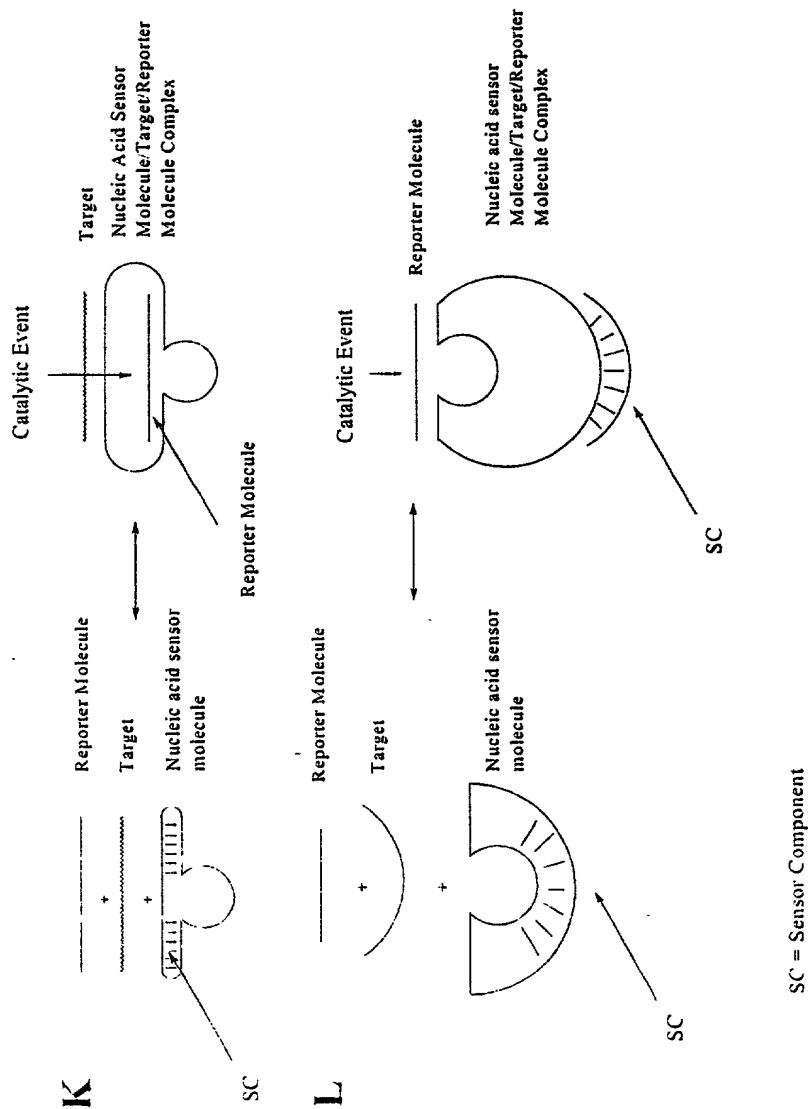 K
Reporter Molecule
+
Target
+
Nucleic acid sensor
molecule
SC
Catalytic Event
Target
Nucleic Acid Sensor
Molecule/Target/Reporter
Molecule Complex
Reporter Molecule
L
Reporter Molecule
+
Target
+
Nucleic acid sensor
molecule
SC
Catalytic Event
Reporter Molecule
Nucleic acid sensor
Molecule/Target/Reporter
Molecule Complex
SC
SC = Sensor Component